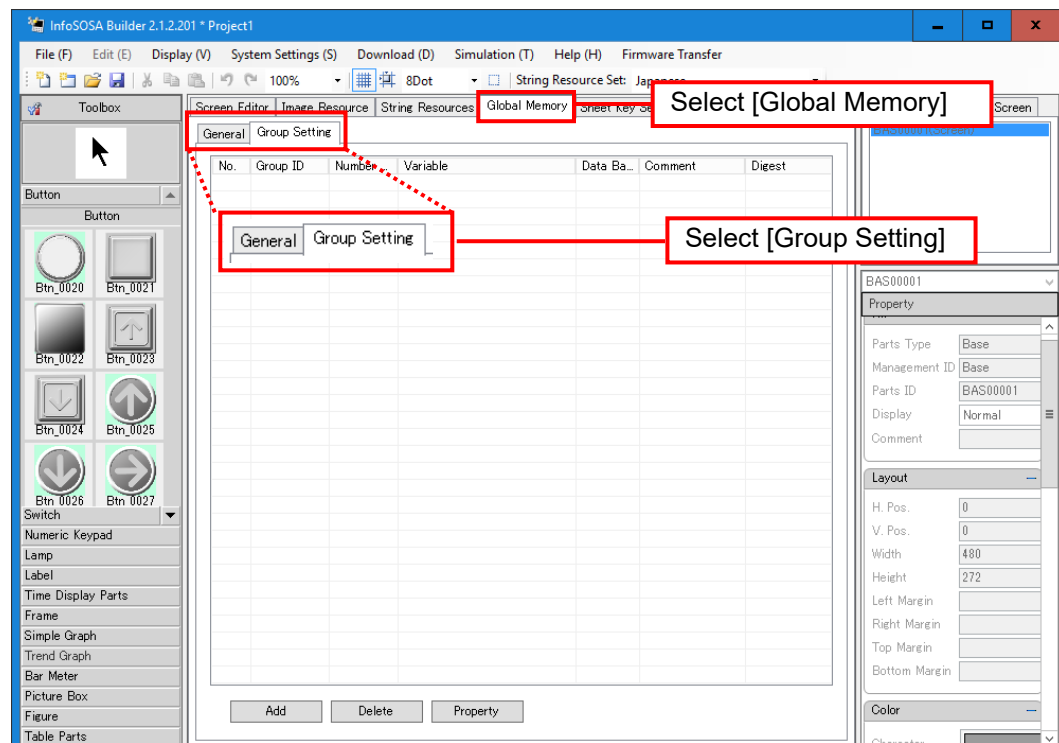 InfoSOSA Builder 2.1.2.201 * Project1
File (F) Edit (E) Display (V) System Settings (S) Download (D) Simulation (T) Help (H) Firmware Transfer
100% 8Dot String Resource Set:
Toolbox
Screen Editor Image Resource String Resources Global Memory Screen
Select [Global Memory]
General Group Setting
BAS00001(Screen)
No. Group ID Number... Variable Data Ba... Comment Digest
Button
Button
General Group Setting
Select [Group Setting]
Btn_0020 Btn_0021
Btn_0022 Btn_0023
Btn_0024 Btn_0025
Btn_0026 Btn_0027
Switch
Numeric Keypad
Lamp
Label
Time Display Parts
Frame
Simple Graph
Trend Graph
Bar Meter
Picture Box
Figure
Table Parts
Add Delete Property
BAS00001
Property
Parts Type Base
Management ID Base
Parts ID BAS00001
Display Normal
Comment
Layout
H. Pos. 0
V. Pos. 0
Width 480
Height 272
Left Margin
Right Margin
Top Margin
Bottom Margin
Color
Character